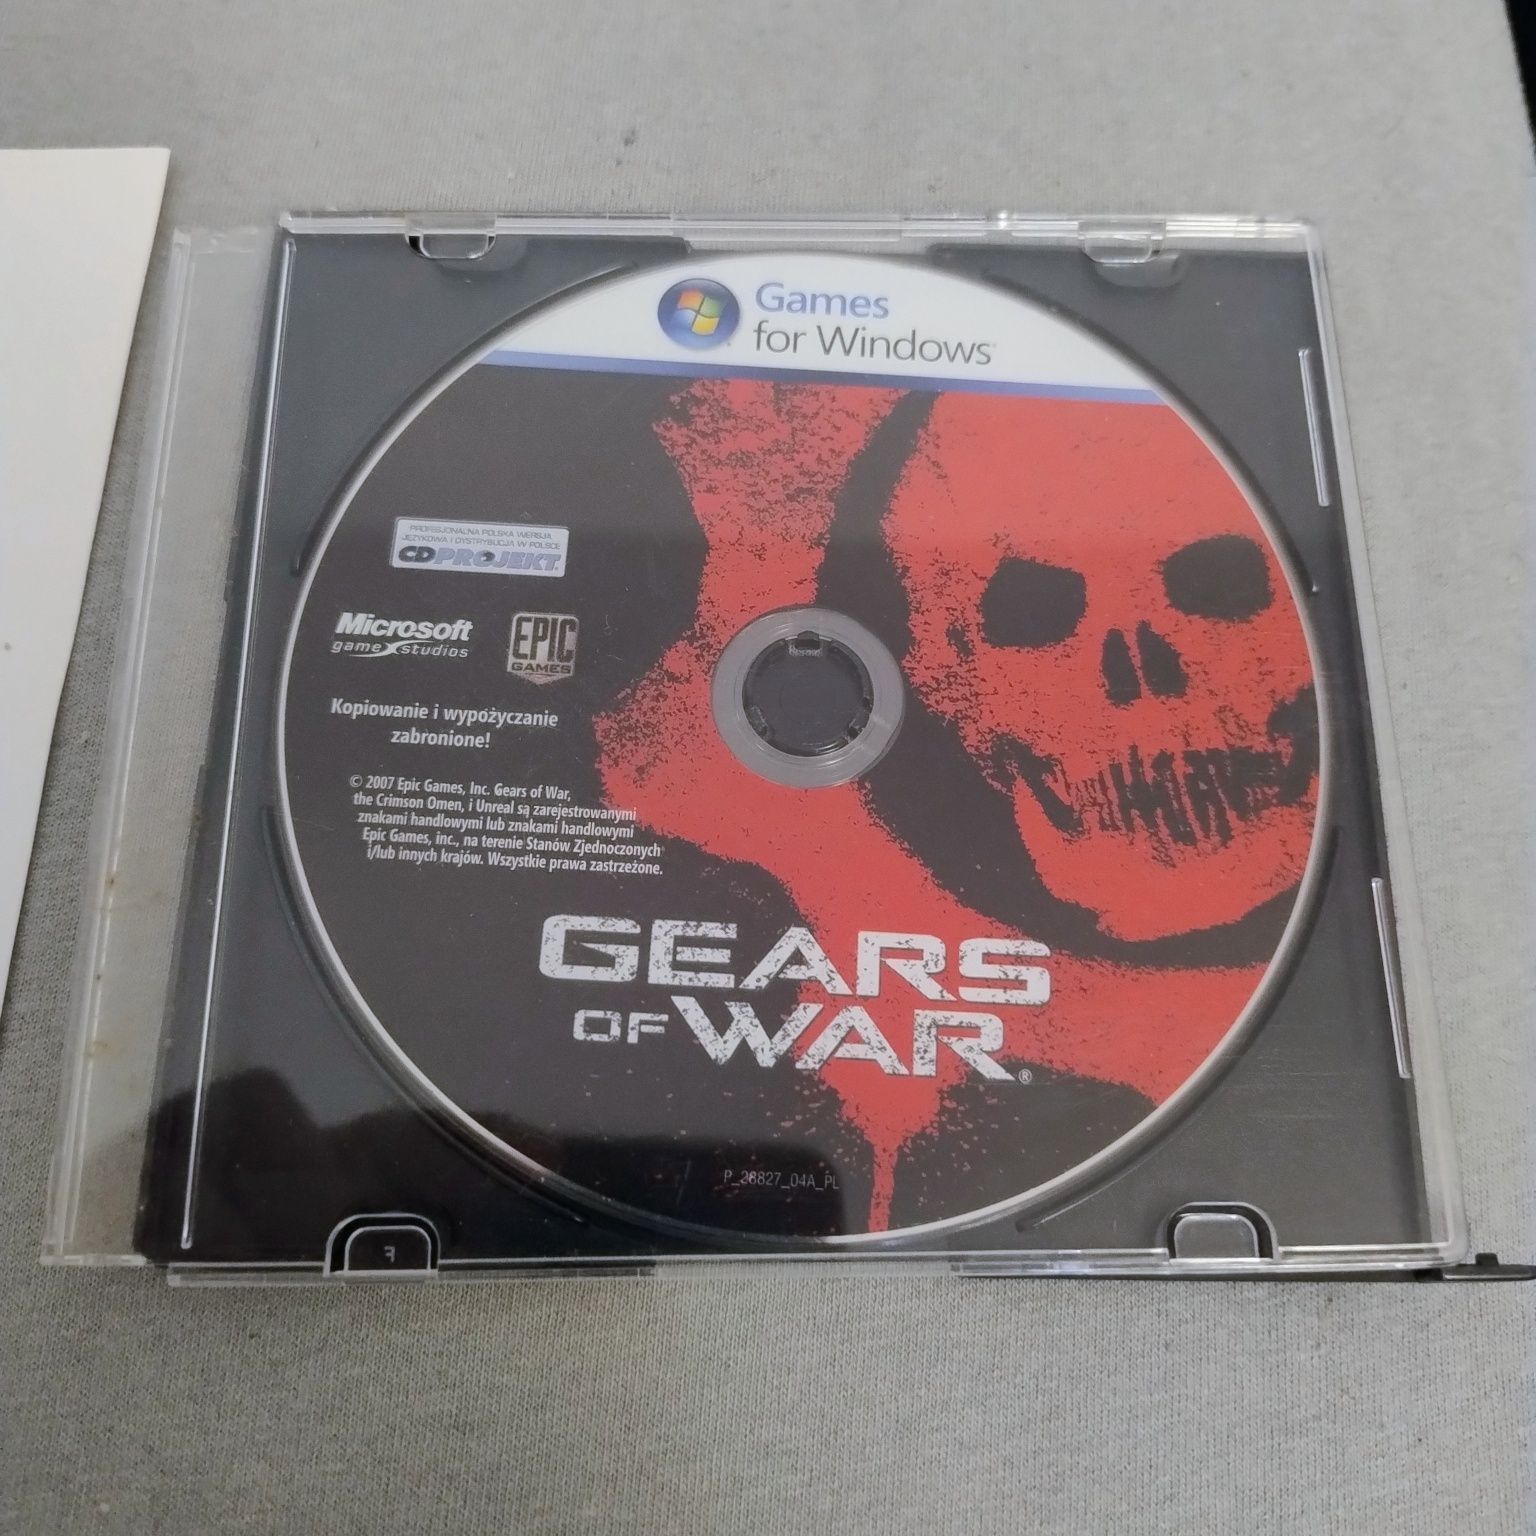 Games
for Windows
PROFESJONALNA POLSKA WERSJA
JĘZYKOWA I DYSTRYBUCJA W POLSCE
CDPROJEKT
Microsoft
game studios
EPIC
GAMES
Kopiowanie i wypożyczanie
zabronione!
© 2007 Epic Games, Inc. Gears of War,
the Crimson Omen, i Unreal są zarejestrowanymi
znakami handlowymi lub znakami handlowymi
Epic Games, inc., na terenie Stanów Zjednoczonych
i/lub innych krajów. Wszystkie prawa zastrzeżone.
GEARS
OF WAR®
P_28827_04A_PL